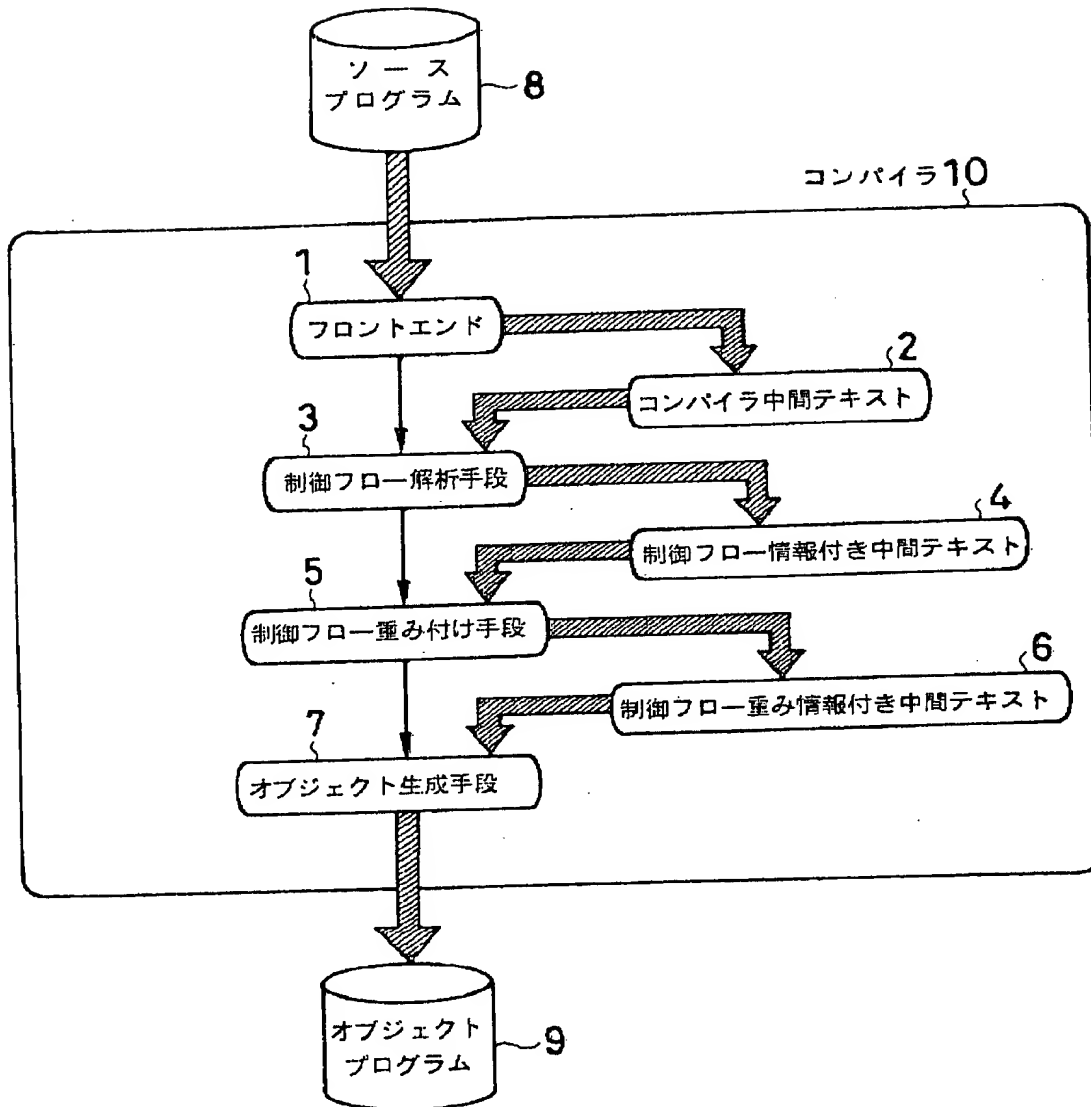 ソース
プログラム
8
コンパイラ10
1
フロントエンド
2
コンパイラ中間テキスト
3
制御フロー解析手段
4
制御フロー情報付き中間テキスト
5
制御フロー重み付け手段
6
制御フロー重み情報付き中間テキスト
7
オブジェクト生成手段
オブジェクト
プログラム
9